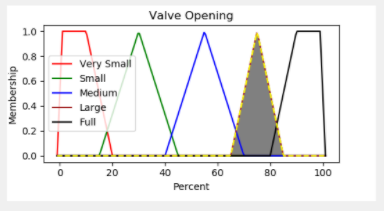 Valve Opening
1.0
0.8
0.6
0.4
0.2
0.0
Membership
Very Small
Small
Medium
Large
Full
0 20 40 60 80 100
Percent